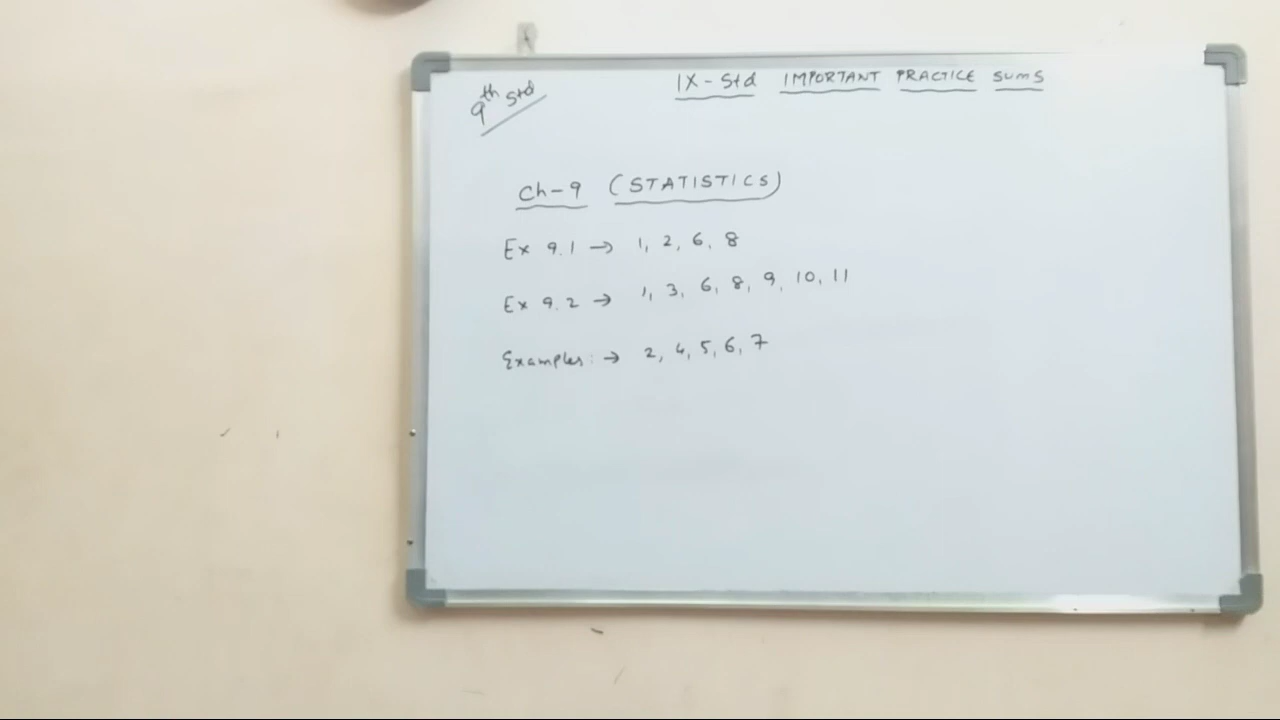 9th Std
IX - Std IMPORTANT PRACTICE SUMS
Ch-9 (STATISTICS)
Ex 9.1 → 1, 2, 6, 8
Ex 9.2 → 1, 3, 6, 8, 9, 10, 11
Examples: → 2, 4, 5, 6, 7